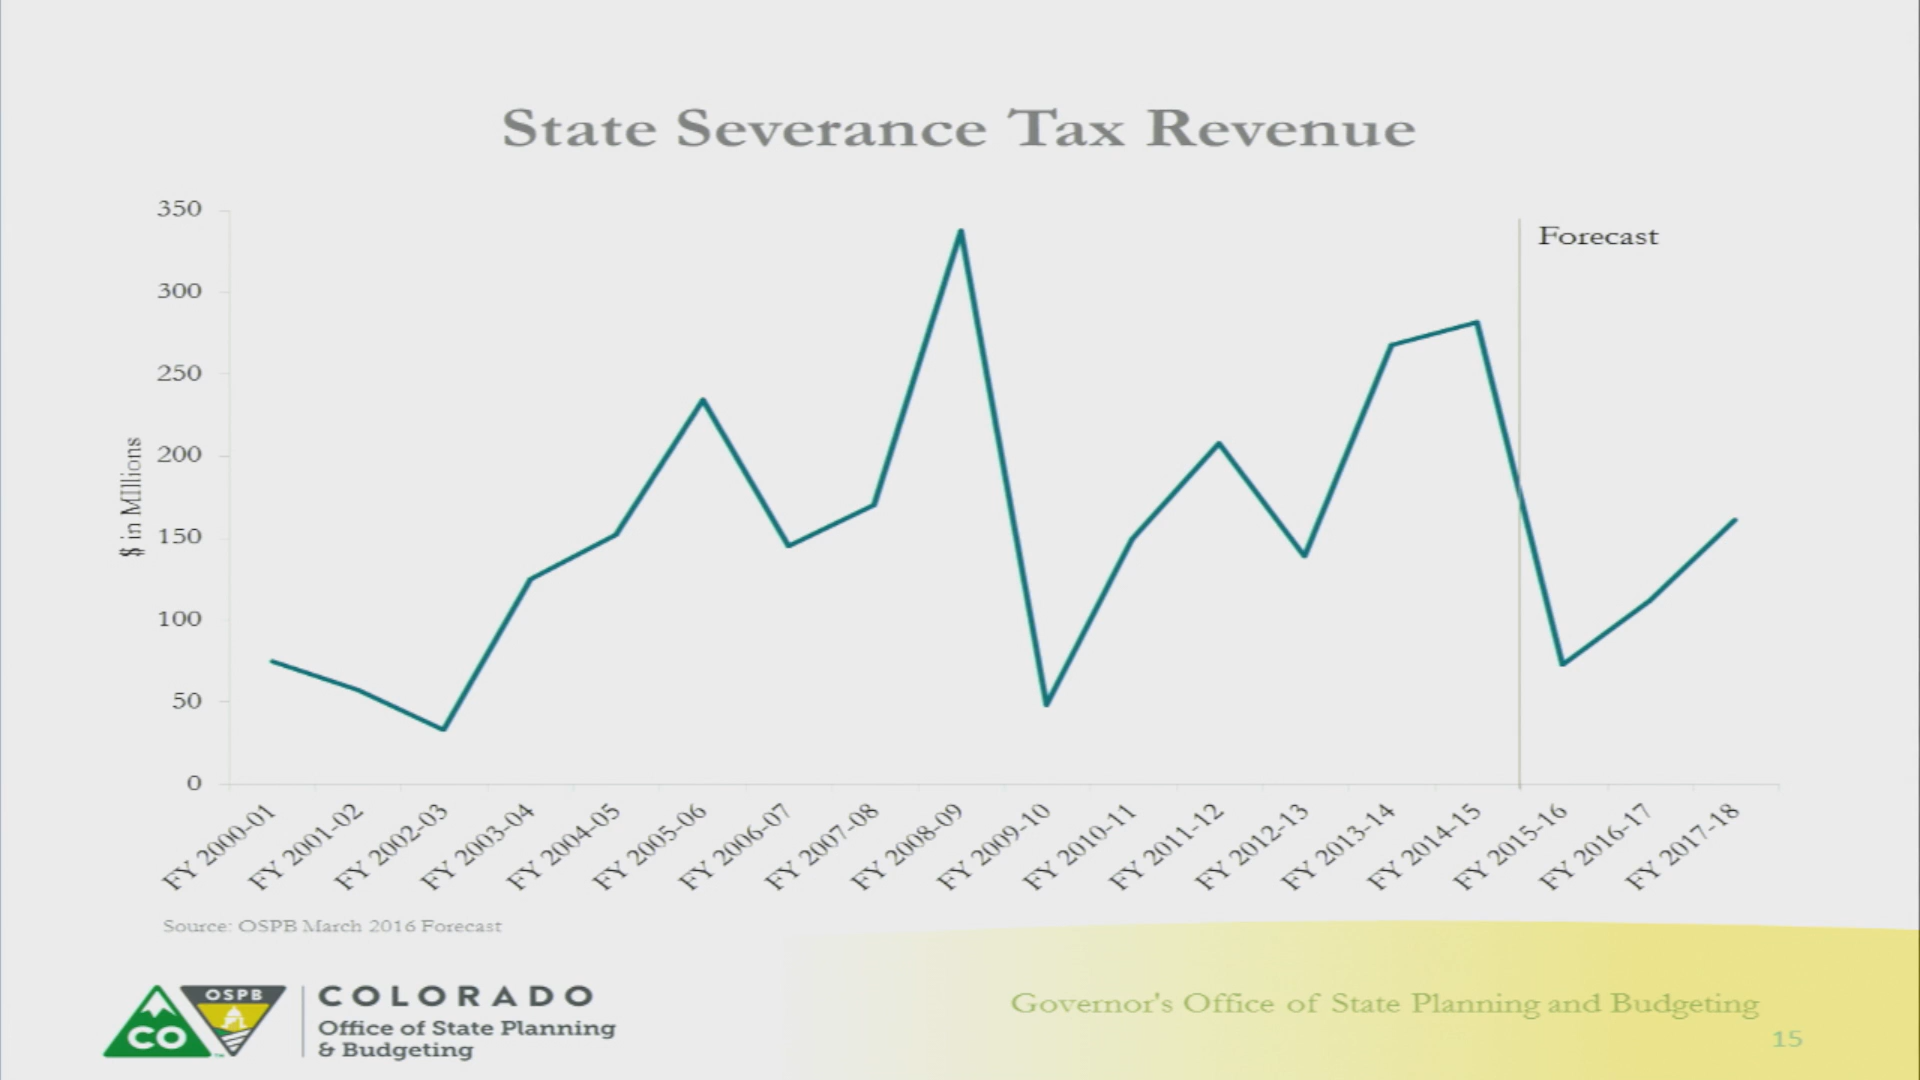 State Severance Tax Revenue
350
300
250
200
150
100
50
0
$ in MIllions
Forecast
FY 2000-01
FY 2001-02
FY 2002-03
FY 2003-04
FY 2004-05
FY 2005-06
FY 2006-07
FY 2007-08
FY 2008-09
FY 2009-10
FY 2010-11
FY 2011-12
FY 2012-13
FY 2013-14
FY 2014-15
FY 2015-16
FY 2016-17
FY 2017-18
Source: OSPB March 2016 Forecast
CO
OSPB
TM
COLORADO
Office of State Planning
& Budgeting
Governor's Office of State Planning and Budgeting
15